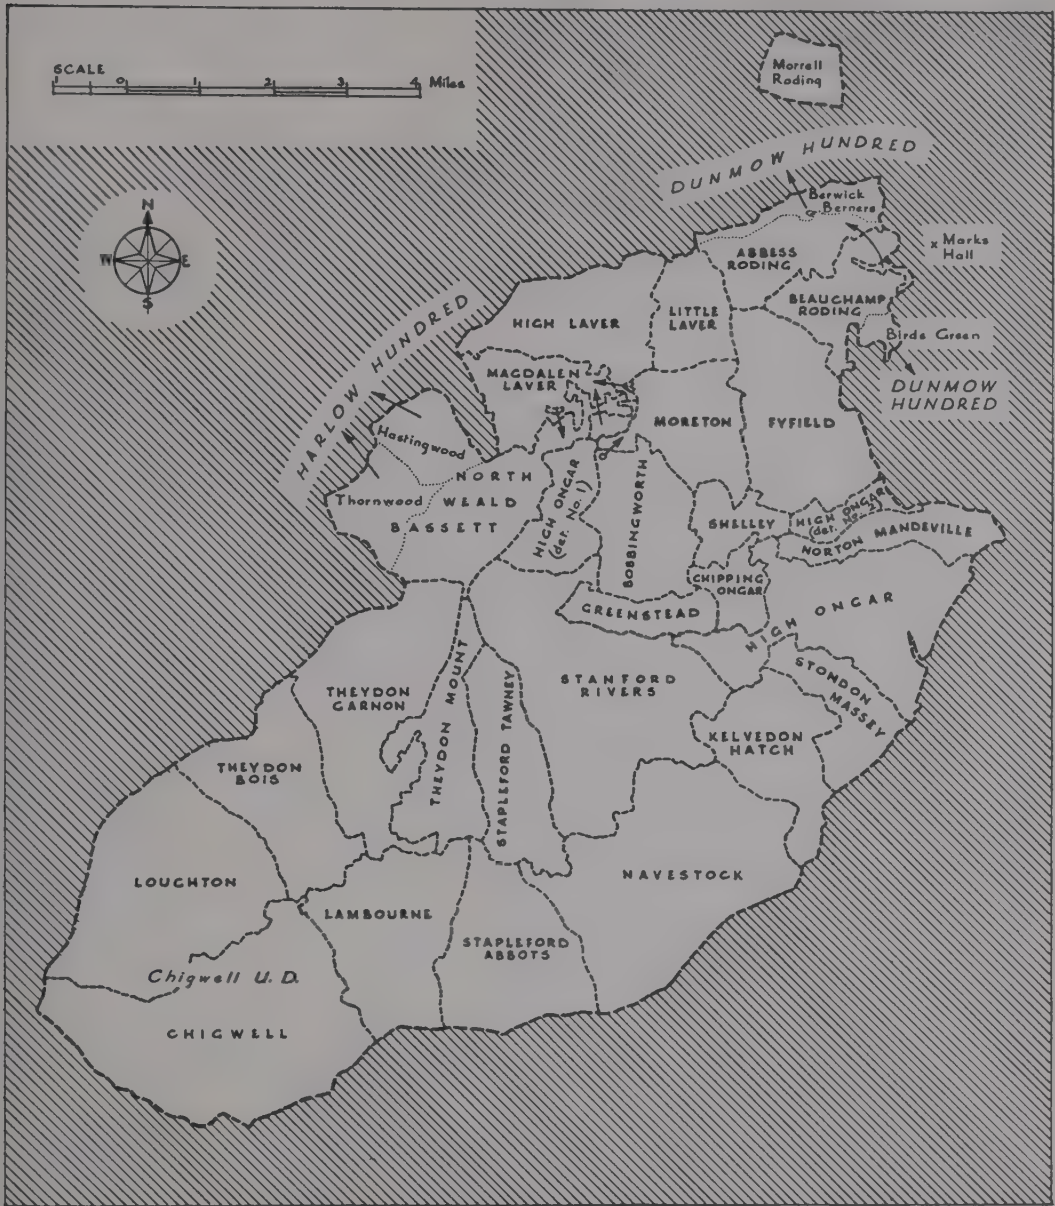 SCALE
1 0 1 2 3 4 Miles
Morrell
Roding
DUNMOW HUNDRED
N
W E
S
Berwick
Berners
x Marks
Hall
ABBESS
RODING
BEAUCHAMP
RODING
Birds Green
DUNMOW
HUNDRED
HARLOW HUNDRED
HIGH LAVER
LITTLE
LAVER
MAGDALEN
LAVER
MORETON
FYFIELD
Hastingwood
Thornwood
NORTH
WEALD
BASSETT
HIGH ONGAR
(det. No. 1)
BOBBINGWORTH
SHELLEY
HIGH ONGAR
(det. No. 2)
NORTON MANDEVILLE
CHIPPING
ONGAR
GREENSTEAD
HIGH ONGAR
STONDON
MASSEY
STANFORD
RIVERS
KELVEDON
HATCH
THEYDON
GARNON
THEYDON MOUNT
STAPLEFORD TAWNEY
THEYDON
BOIS
LOUGHTON
LAMBOURNE
NAVESTOCK
STAPLEFORD
ABBOTS
Chigwell U.D.
CHIGWELL